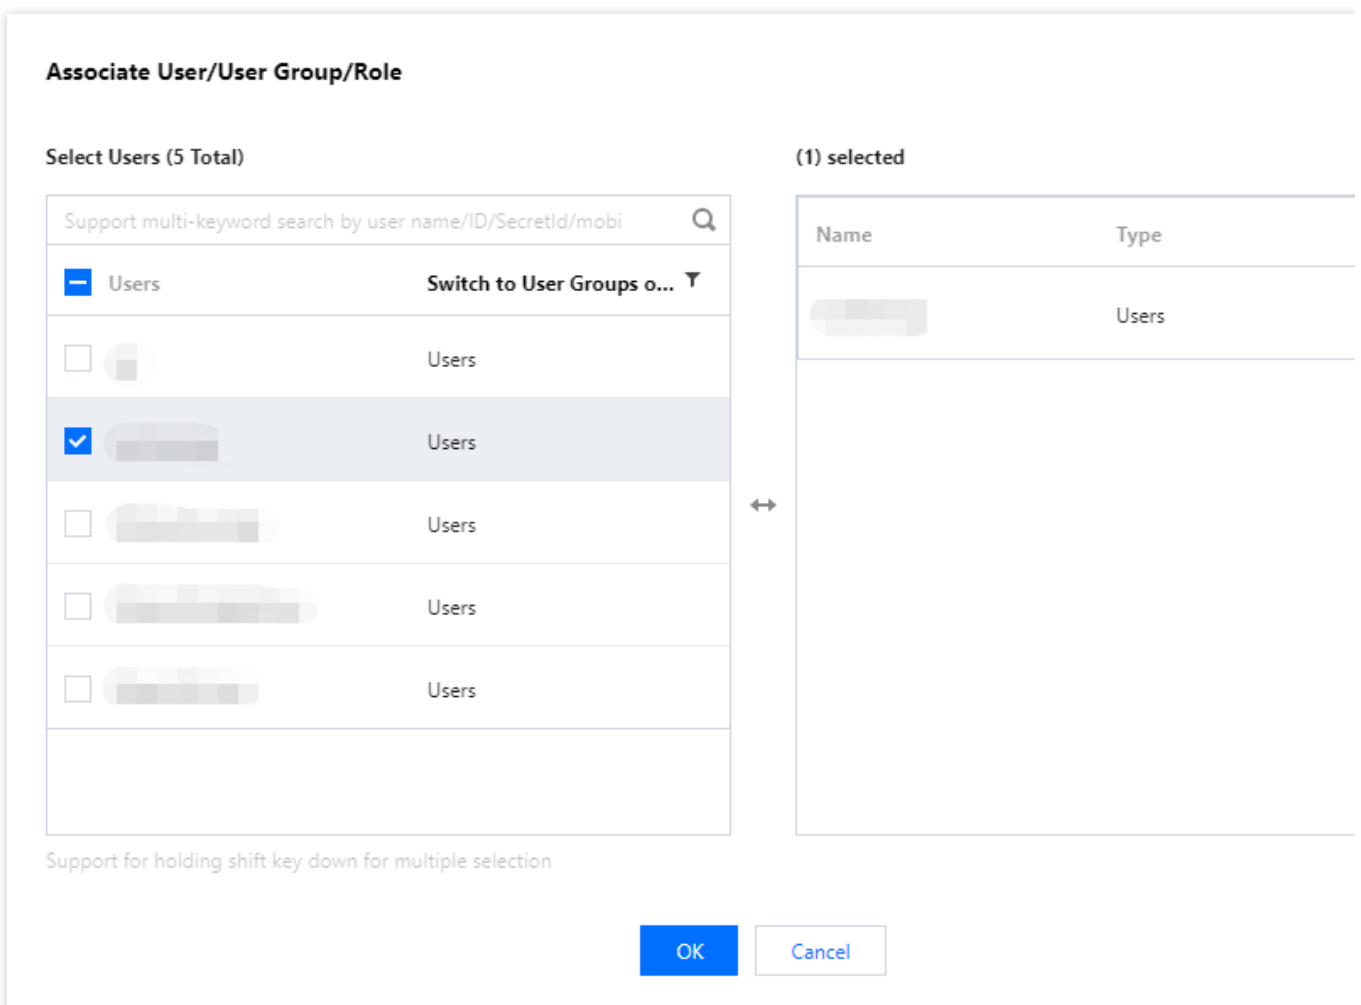 Associate User/User Group/Role
Select Users (5 Total)
(1) selected
Support multi-keyword search by user name/ID/SecretId/mobi
Users
Switch to User Groups o...
Name
Type
Users
Users
Users
Users
Users
Users
Support for holding shift key down for multiple selection
OK
Cancel